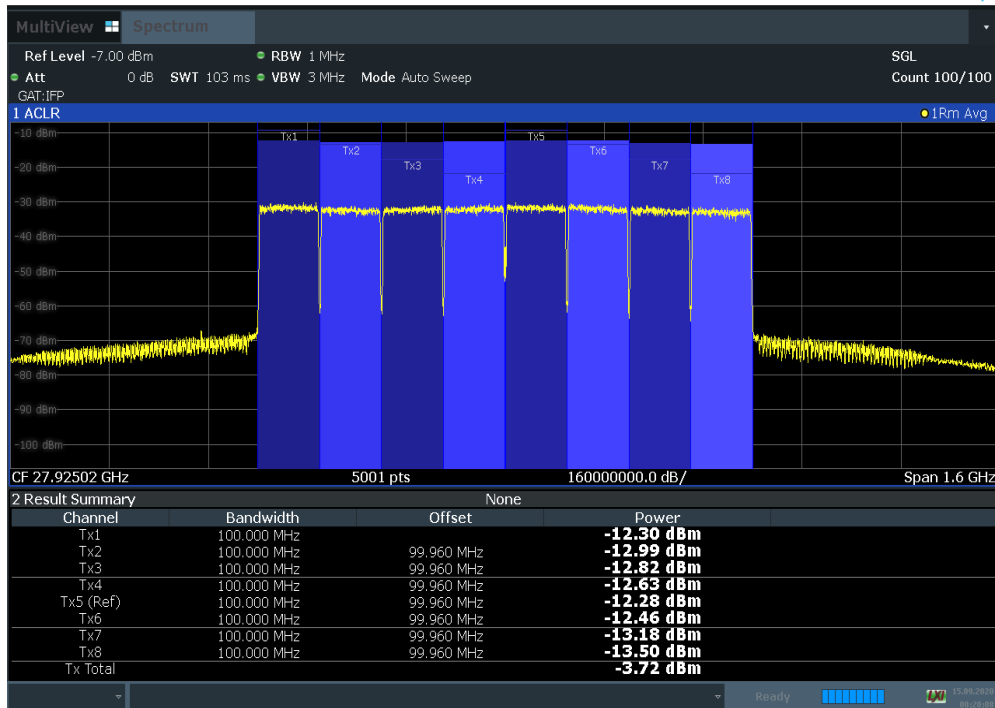 MultiView Spectrum
Ref Level -7.00 dBm RBW 1 MHz SGL
Att 0 dB SWT 103 ms VBW 3 MHz Mode Auto Sweep Count 100/100
GAT:IFP
1 ACLR 1Rm Avg
-10 dBm
Tx1 Tx5
Tx2 Tx6
-20 dBm Tx3 Tx7
Tx4 Tx8
-30 dBm
-40 dBm
-50 dBm
-60 dBm
-70 dBm
-80 dBm
-90 dBm
-100 dBm
CF 27.92502 GHz 5001 pts 160000000.0 dB/ Span 1.6 GHz
2 Result Summary None
Channel Bandwidth Offset Power
Tx1 100.000 MHz -12.30 dBm
Tx2 100.000 MHz 99.960 MHz -12.99 dBm
Tx3 100.000 MHz 99.960 MHz -12.82 dBm
Tx4 100.000 MHz 99.960 MHz -12.63 dBm
Tx5 (Ref) 100.000 MHz 99.960 MHz -12.28 dBm
Tx6 100.000 MHz 99.960 MHz -12.46 dBm
Tx7 100.000 MHz 99.960 MHz -13.18 dBm
Tx8 100.000 MHz 99.960 MHz -13.50 dBm
Tx Total -3.72 dBm
Ready 15.09.2020